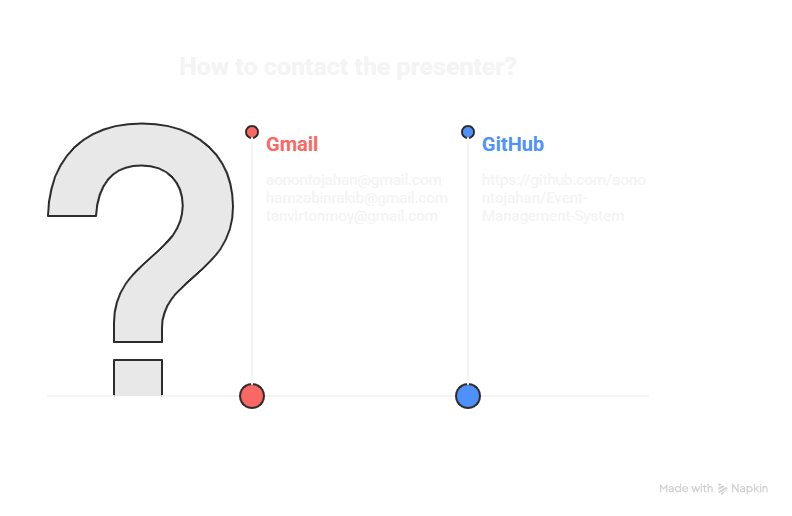 How to contact the presenter?
Gmail
aonontojahan@gmail.com
hamzabinrakib@gmail.com
tanvirtonmoy@gmail.com
GitHub
https://github.com/aono
ntojahan/Event-
Management-System
Made with Napkin